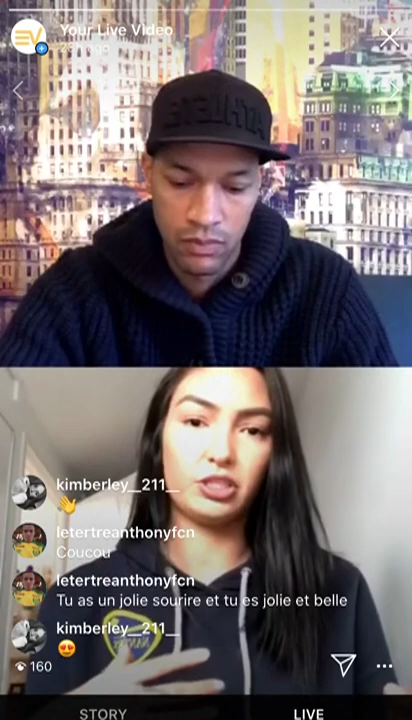 EV
Your Live Video
kimberley__211__
👋
letertreanthonyfcn
Coucou
letertreanthonyfcn
Tu as un jolie sourire et tu es jolie et belle
kimberley__211__
😍
160
STORY
LIVE